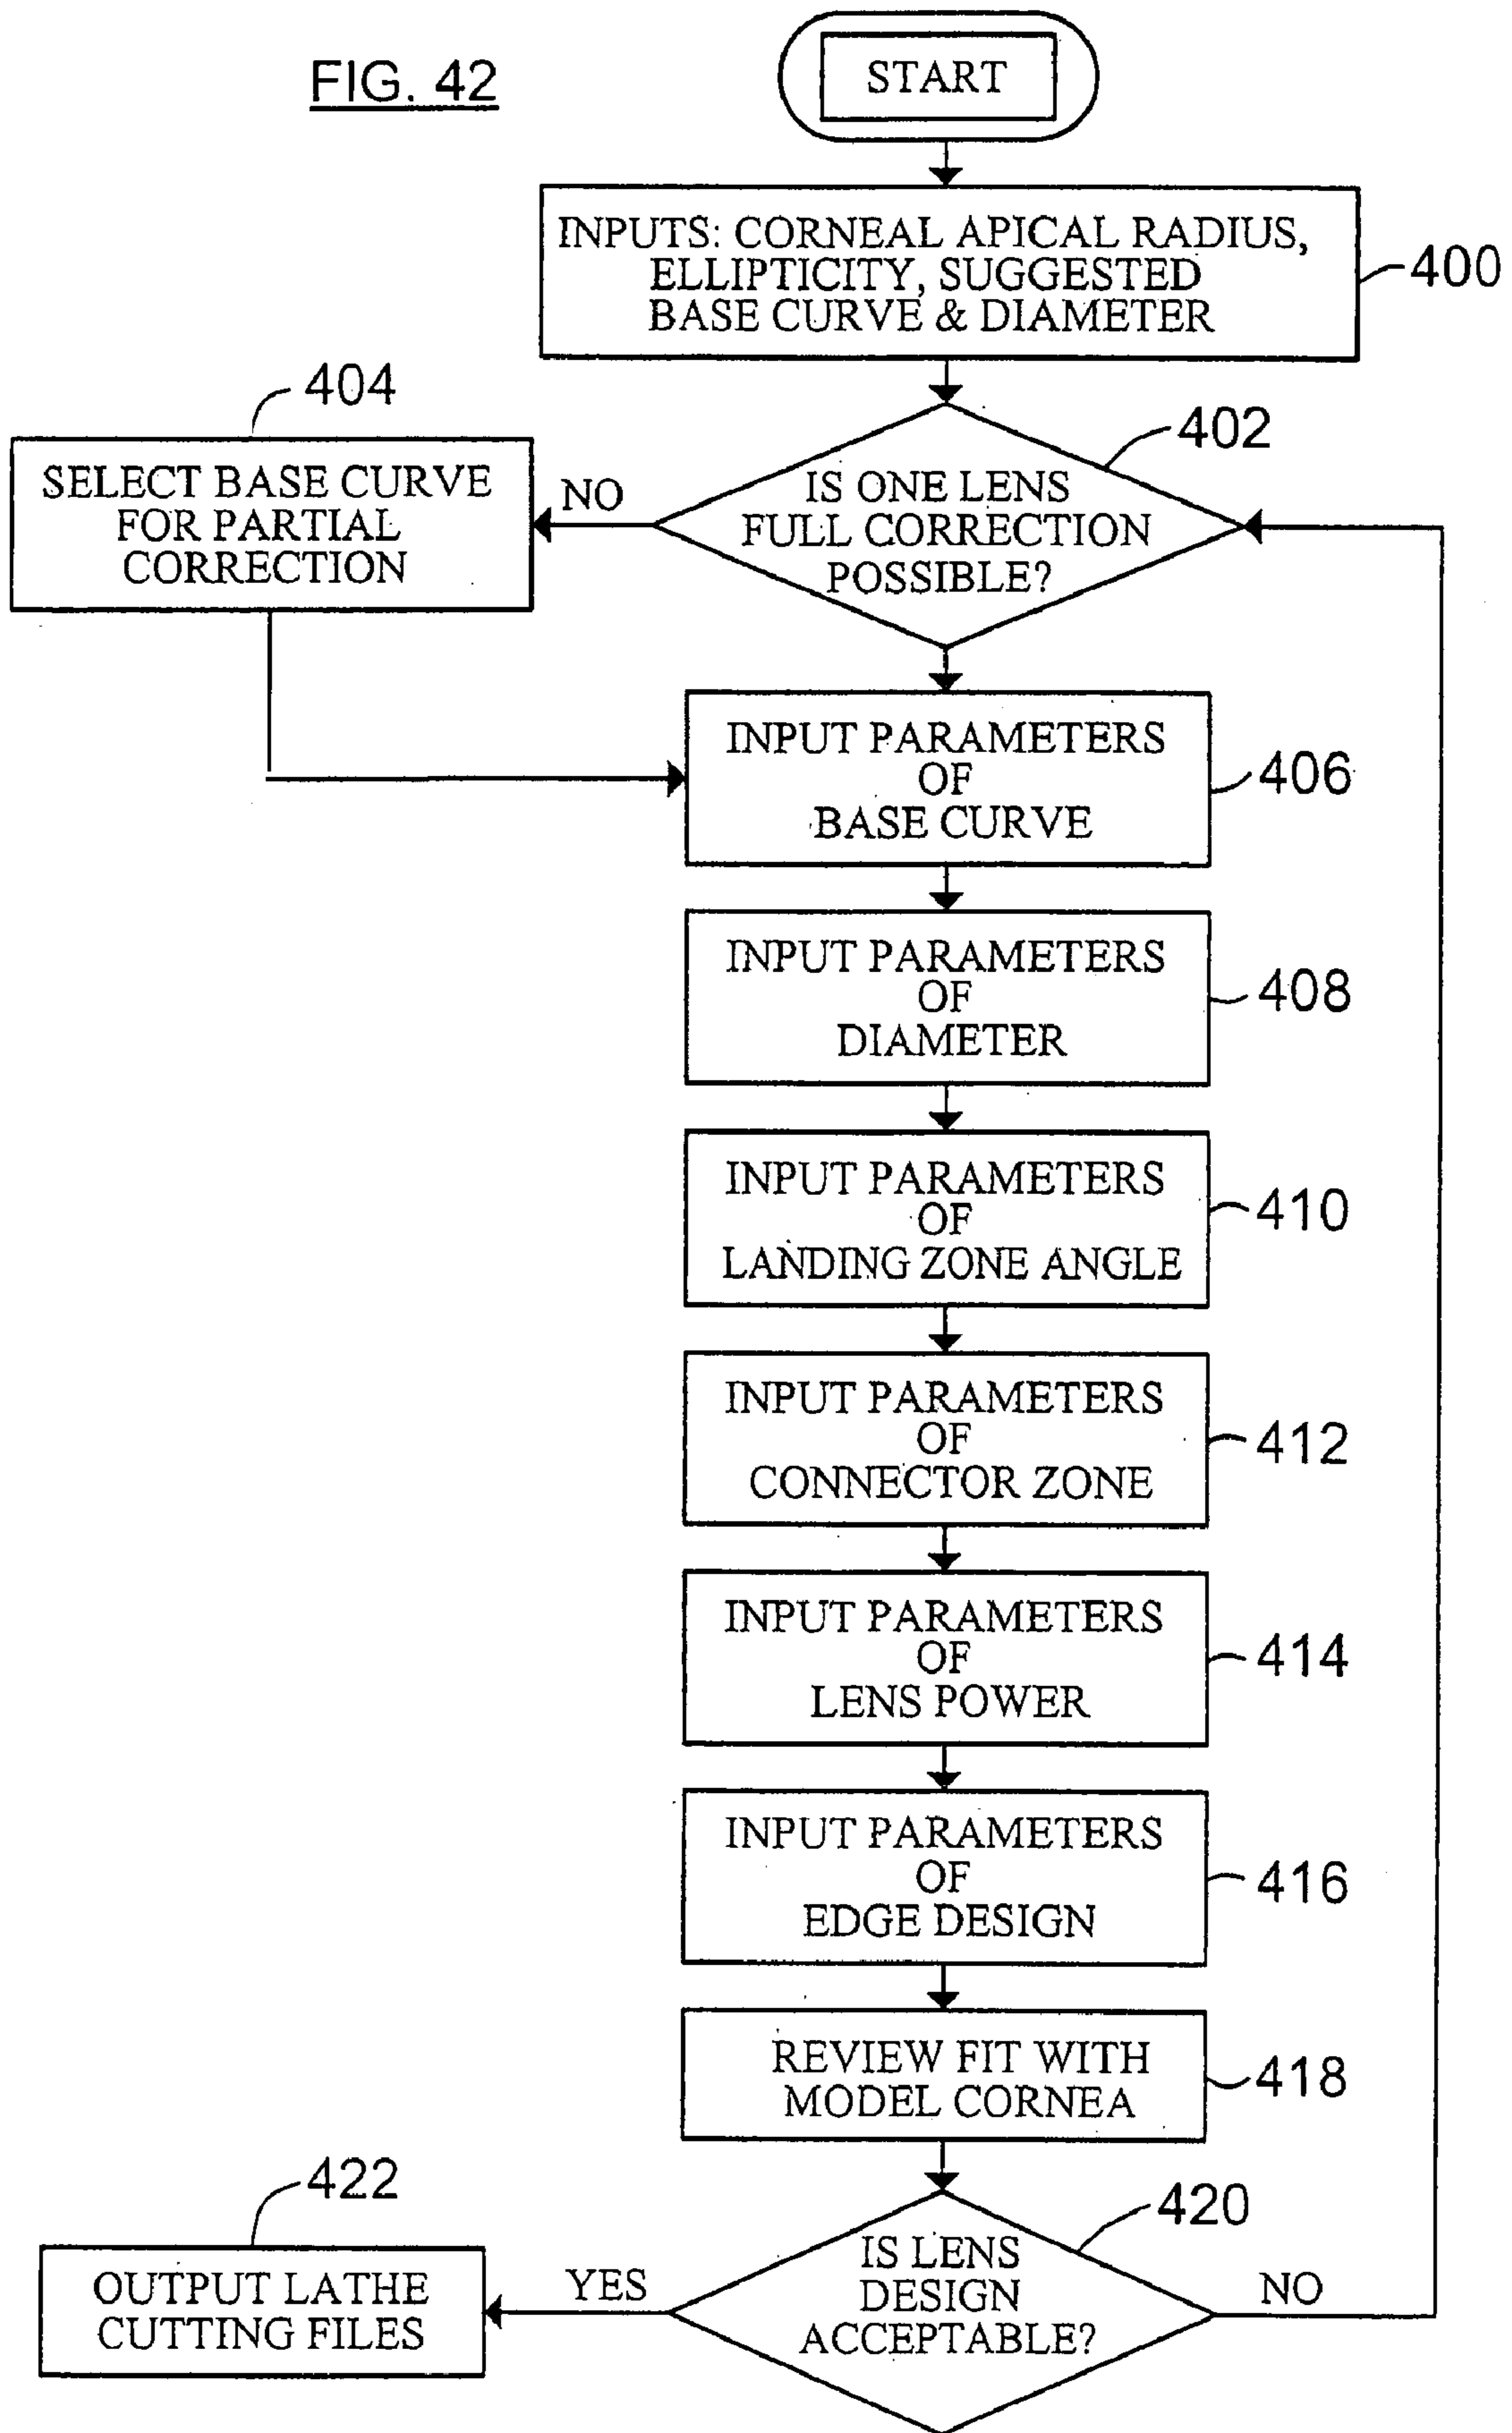 FIG. 42
START
INPUTS: CORNEAL APICAL RADIUS,
ELLIPTICITY, SUGGESTED
BASE CURVE & DIAMETER
400
404
402
SELECT BASE CURVE
FOR PARTIAL
CORRECTION
NO
IS ONE LENS
FULL CORRECTION
POSSIBLE?
INPUT PARAMETERS
OF
BASE CURVE
406
INPUT PARAMETERS
OF
DIAMETER
408
INPUT PARAMETERS
OF
LANDING ZONE ANGLE
410
INPUT PARAMETERS
OF
CONNECTOR ZONE
412
INPUT PARAMETERS
OF
LENS POWER
414
INPUT PARAMETERS
OF
EDGE DESIGN
416
REVIEW FIT WITH
MODEL CORNEA
418
422
420
OUTPUT LATHE
CUTTING FILES
YES
IS LENS
DESIGN
ACCEPTABLE?
NO